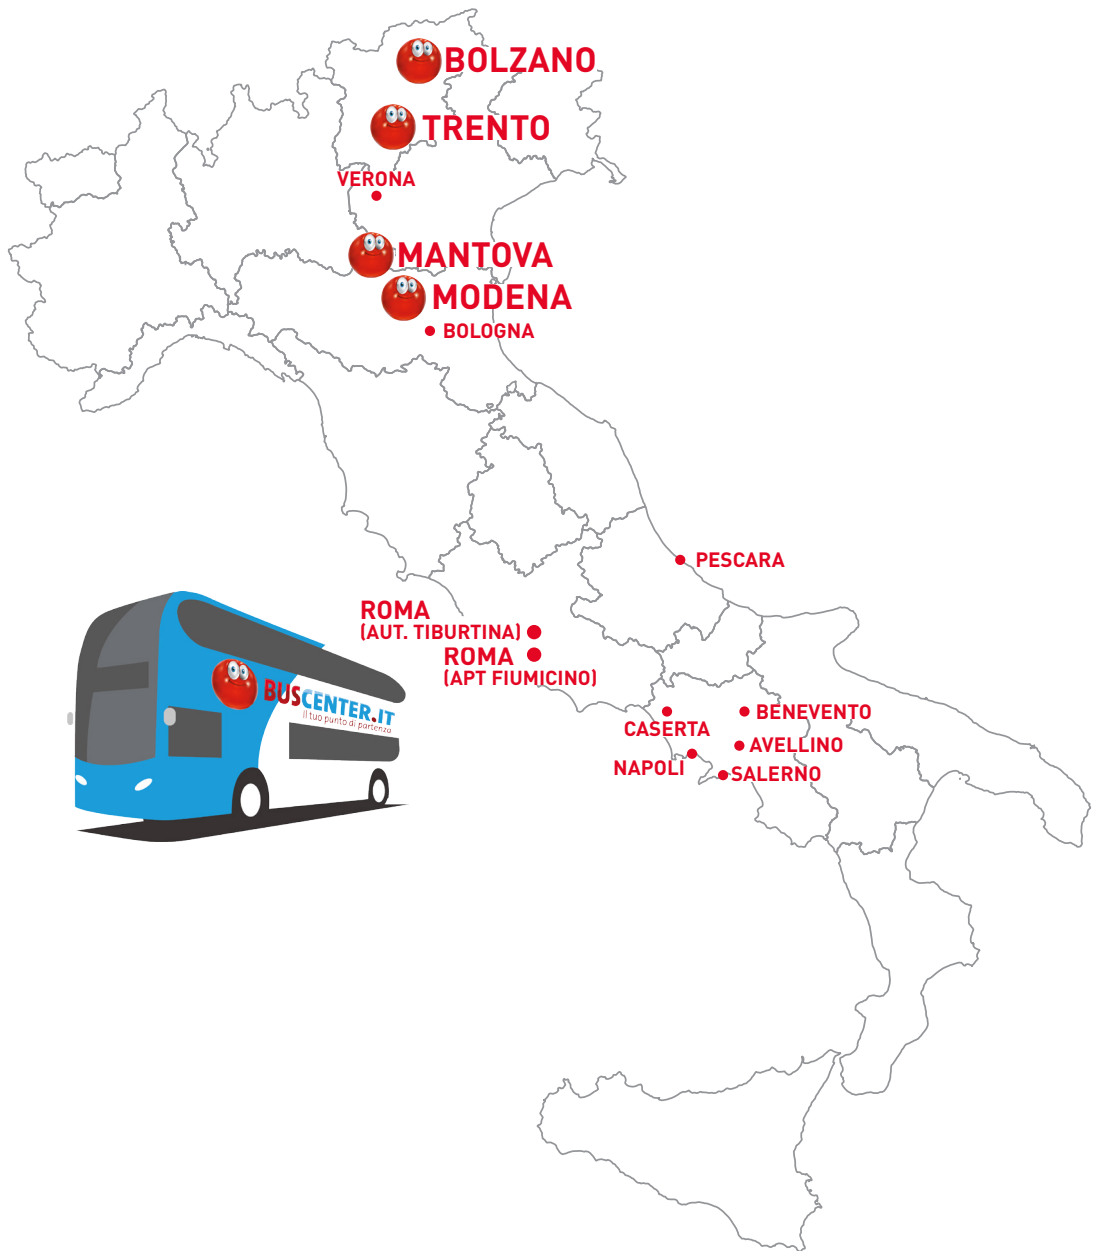 BOLZANO
TRENTO
VERONA
MANTOVA
MODENA
BOLOGNA
PESCARA
ROMA
(AUT. TIBURTINA)
ROMA
(APT FIUMICINO)
BUSCENTER.IT
Il tuo punto di partenza
CASERTA
BENEVENTO
AVELLINO
NAPOLI
SALERNO